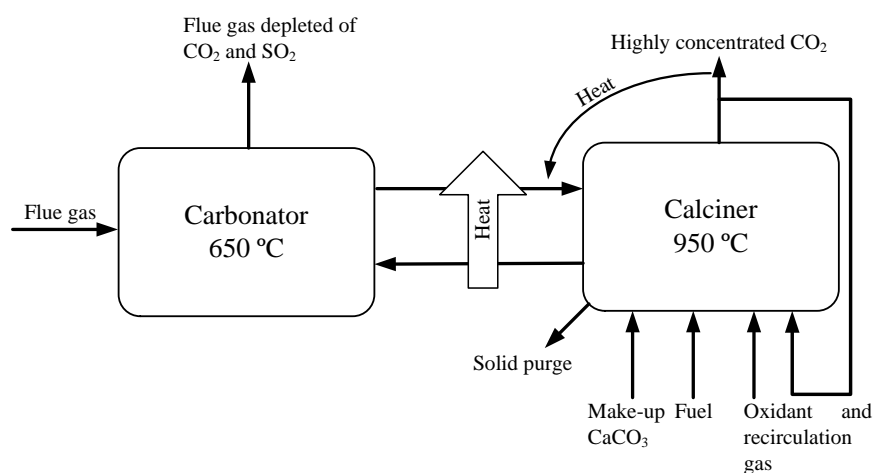 Flue gas depleted of
CO₂ and SO₂
Highly concentrated CO₂
Heat
Flue gas
Carbonator
650 ºC
Heat
Calciner
950 ºC
Solid purge
Make-up
CaCO₃
Fuel
Oxidant and
recirculation
gas